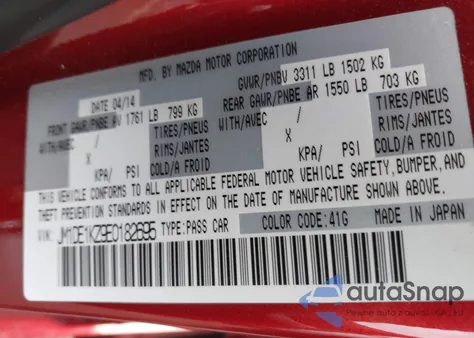 MFD. BY MAZDA MOTOR CORPORATION
DATE 04/14 GVWR/PNBV 3311 LB 1502 KG
FRONT GAWR/PNBE AV 1761 LB 799 KG REAR GAWR/PNBE AR 1550 LB 703 KG
WITH/AVEC / TIRES/PNEUS WITH/AVEC / TIRES/PNEUS
X RIMS/JANTES X RIMS/JANTES
KPA/ PSI COLD/A FROID KPA/ PSI COLD/A FROID
THIS VEHICLE CONFORMS TO ALL APPLICABLE FEDERAL MOTOR VEHICLE SAFETY, BUMPER, AND
THEFT PREVENTION STANDARDS IN EFFECT ON THE DATE OF MANUFACTURE SHOWN ABOVE.
VIN: JM1DE1KZ9E0182695 TYPE: PASS CAR COLOR CODE: 41G MADE IN JAPAN
autoSnap